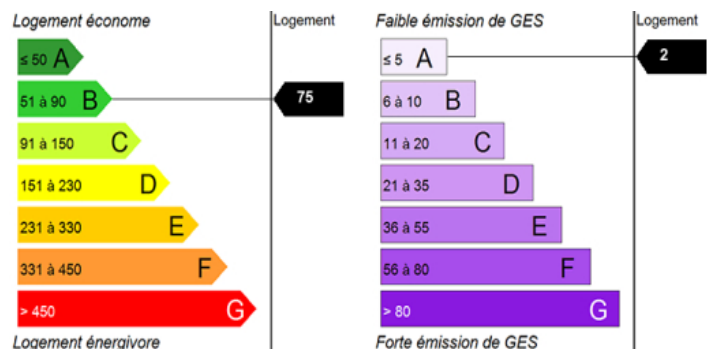 Logement économe
Logement
≤ 50 A
51 à 90 B
75
91 à 150 C
151 à 230 D
231 à 330 E
331 à 450 F
> 450 G
Logement énergivore
Faible émission de GES
Logement
≤ 5 A
2
6 à 10 B
11 à 20 C
21 à 35 D
36 à 55 E
56 à 80 F
> 80 G
Forte émission de GES